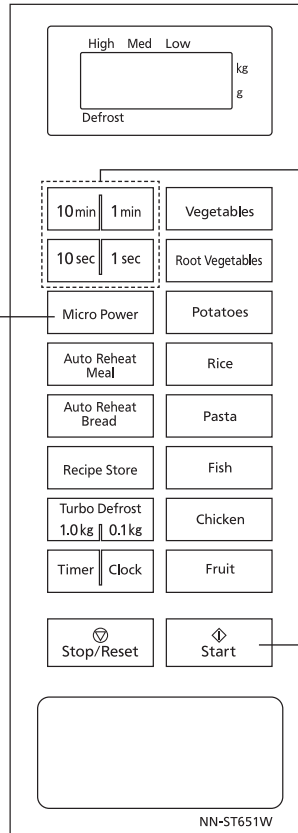 High Med Low
kg
g
Defrost
10 min 1 min
Vegetables
10 sec 1 sec
Root Vegetables
Micro Power
Potatoes
Auto Reheat
Meal
Rice
Auto Reheat
Bread
Pasta
Recipe Store
Fish
Turbo Defrost
1.0 kg 0.1 kg
Chicken
Timer Clock
Fruit
Stop/Reset
Start
NN-ST651W